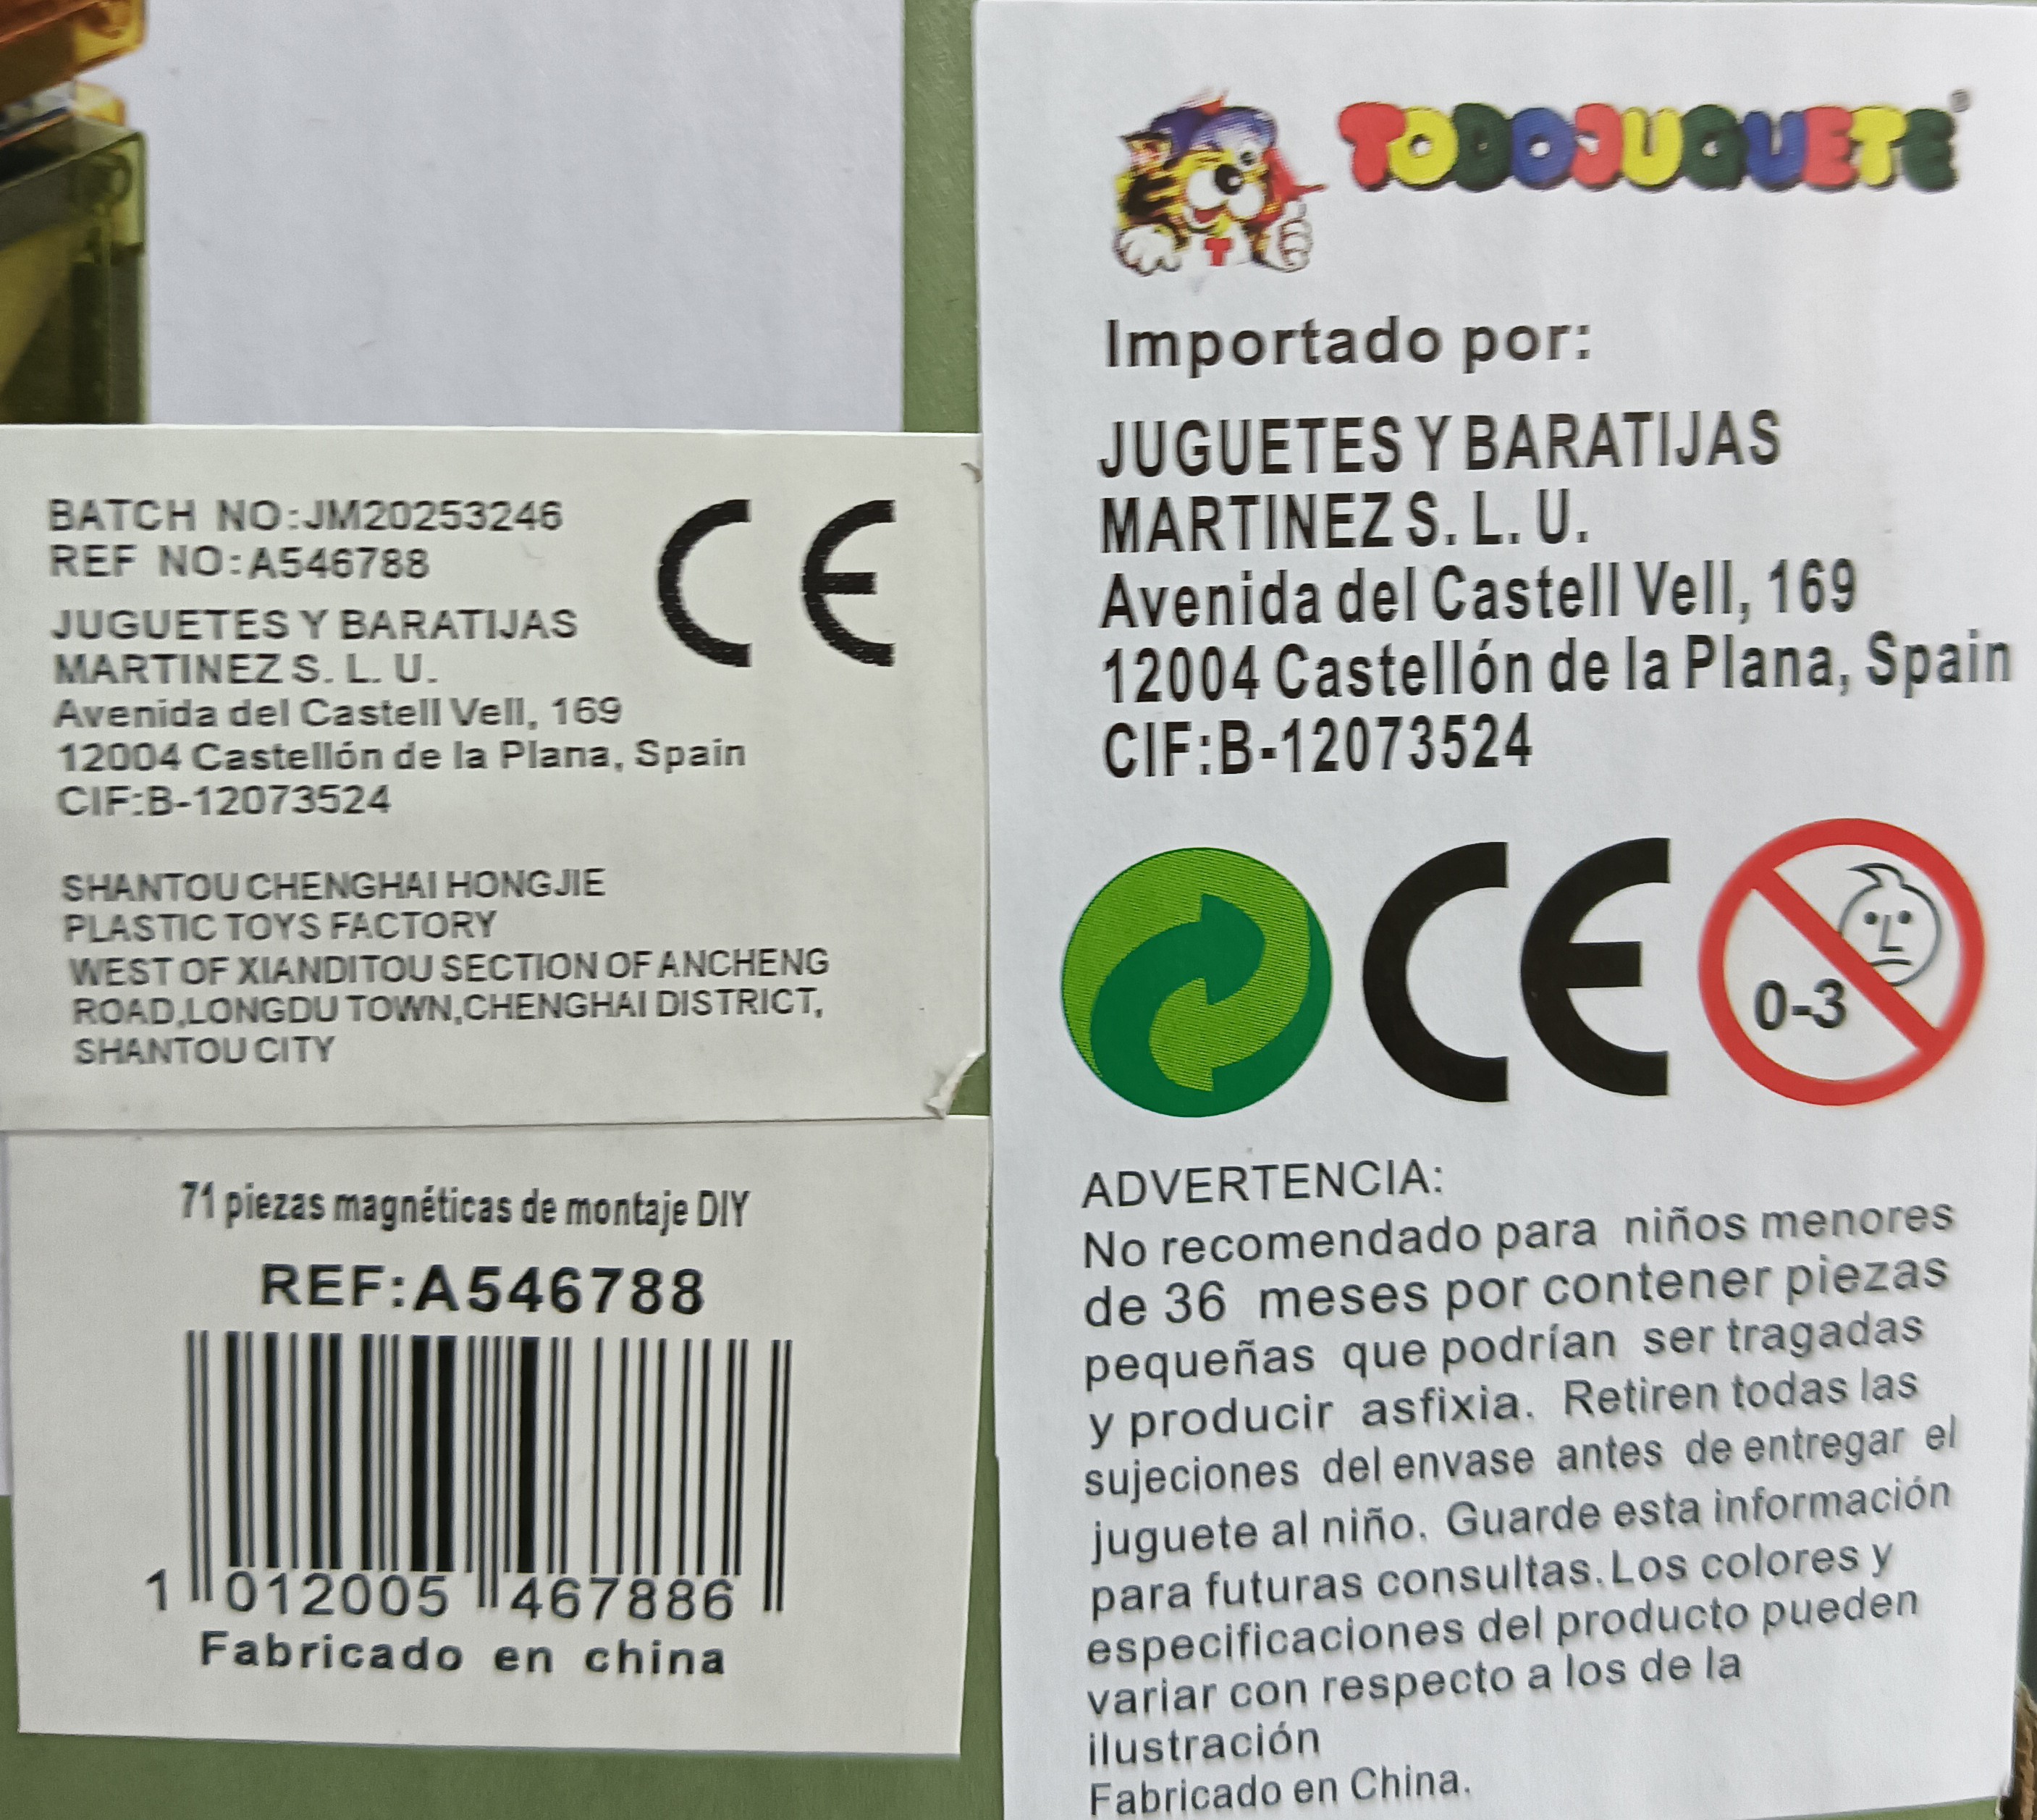 BATCH NO:JM20253246
REF NO:A546788
JUGUETES Y BARATIJAS
MARTINEZ S. L. U.
Avenida del Castell Vell, 169
12004 Castellón de la Plana, Spain
CIF:B-12073524
CE
SHANTOU CHENGHAI HONGJIE
PLASTIC TOYS FACTORY
WEST OF XIANDITOU SECTION OF ANCHENG
ROAD,LONGDU TOWN,CHENGHAI DISTRICT,
SHANTOU CITY
71 piezas magnéticas de montaje DIY
REF:A546788
1 012005 467886
Fabricado en china
T
TODOJUGUETE®
Importado por:
JUGUETES Y BARATIJAS
MARTINEZ S. L. U.
Avenida del Castell Vell, 169
12004 Castellón de la Plana, Spain
CIF:B-12073524
CE
0-3
ADVERTENCIA:
No recomendado para niños menores
de 36 meses por contener piezas
pequeñas que podrían ser tragadas
y producir asfixia. Retiren todas las
sujeciones del envase antes de entregar el
juguete al niño. Guarde esta información
para futuras consultas. Los colores y
especificaciones del producto pueden
variar con respecto a los de la
ilustración
Fabricado en China.